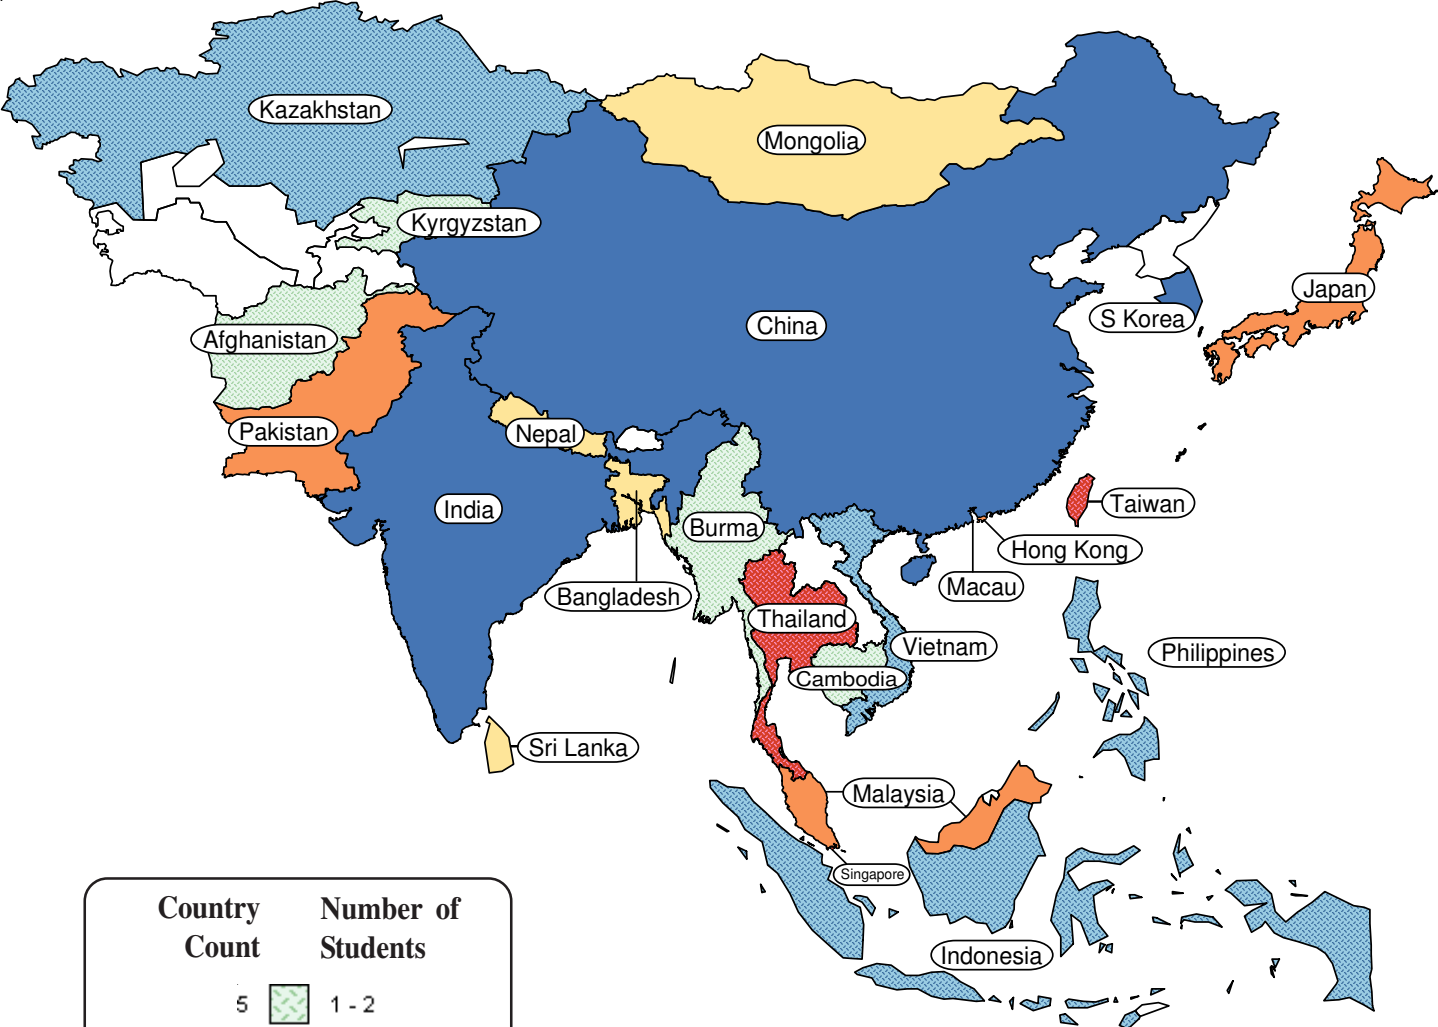 Kazakhstan
Mongolia
Kyrgyzstan
Japan
S Korea
China
Afghanistan
Pakistan
Nepal
India
Taiwan
Burma
Hong Kong
Macau
Bangladesh
Thailand
Vietnam
Philippines
Cambodia
Sri Lanka
Malaysia
Singapore
Indonesia
Country Number of
Count Students
5 1 - 2